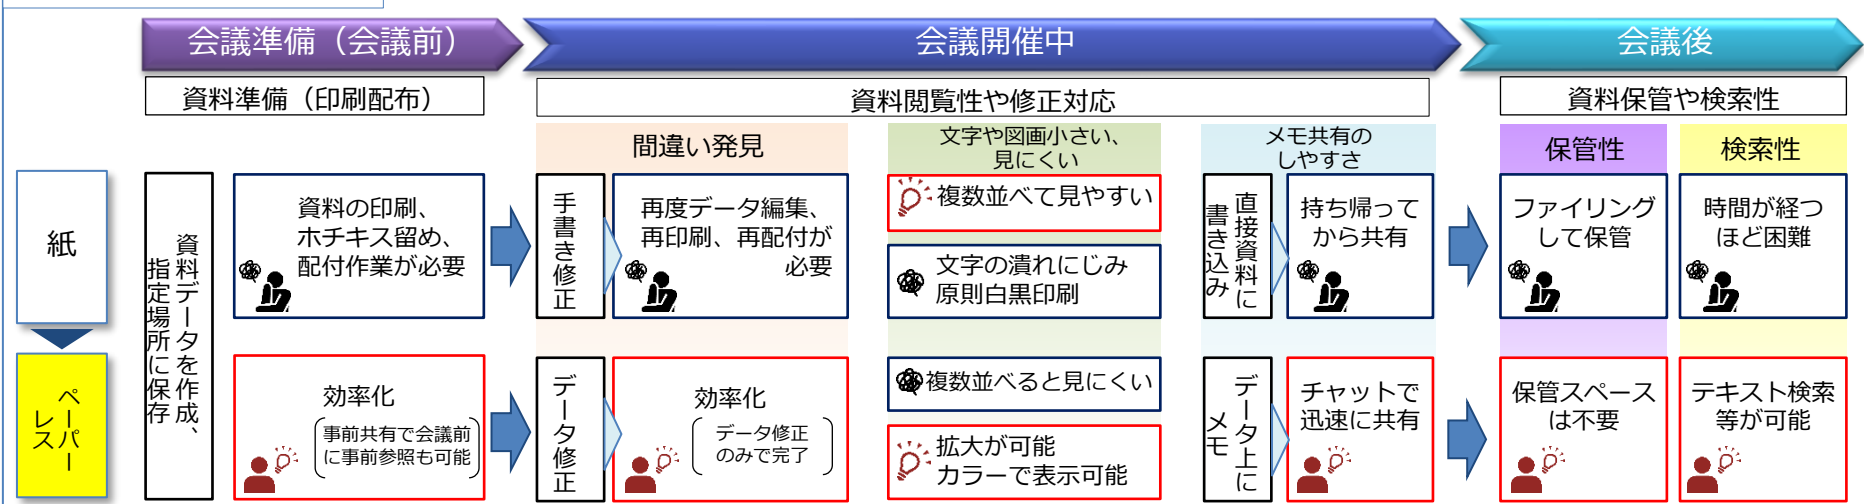 会議準備（会議前）
会議開催中
会議後
資料準備（印刷配布）
資料閲覧性や修正対応
資料保管や検索性
間違い発見
文字や図画小さい、
見にくい
メモ共有の
しやすさ
保管性
検索性
紙
資料データを作成、
指定場所に保存
資料の印刷、
ホチキス留め、
配付作業が必要
手書き修正
再度データ編集、
再印刷、再配付が
必要
複数並べて見やすい
文字の潰れにじみ
原則白黒印刷
直接資料に
書き込み
持ち帰って
から共有
ファイリング
して保管
時間が経つ
ほど困難
ペーパー
レス
効率化
事前共有で会議前
に事前参照も可能
データ修正
効率化
データ修正
のみで完了
複数並べると見にくい
拡大が可能
カラーで表示可能
データ上に
メモ
チャットで
迅速に共有
保管スペース
は不要
テキスト検索
等が可能